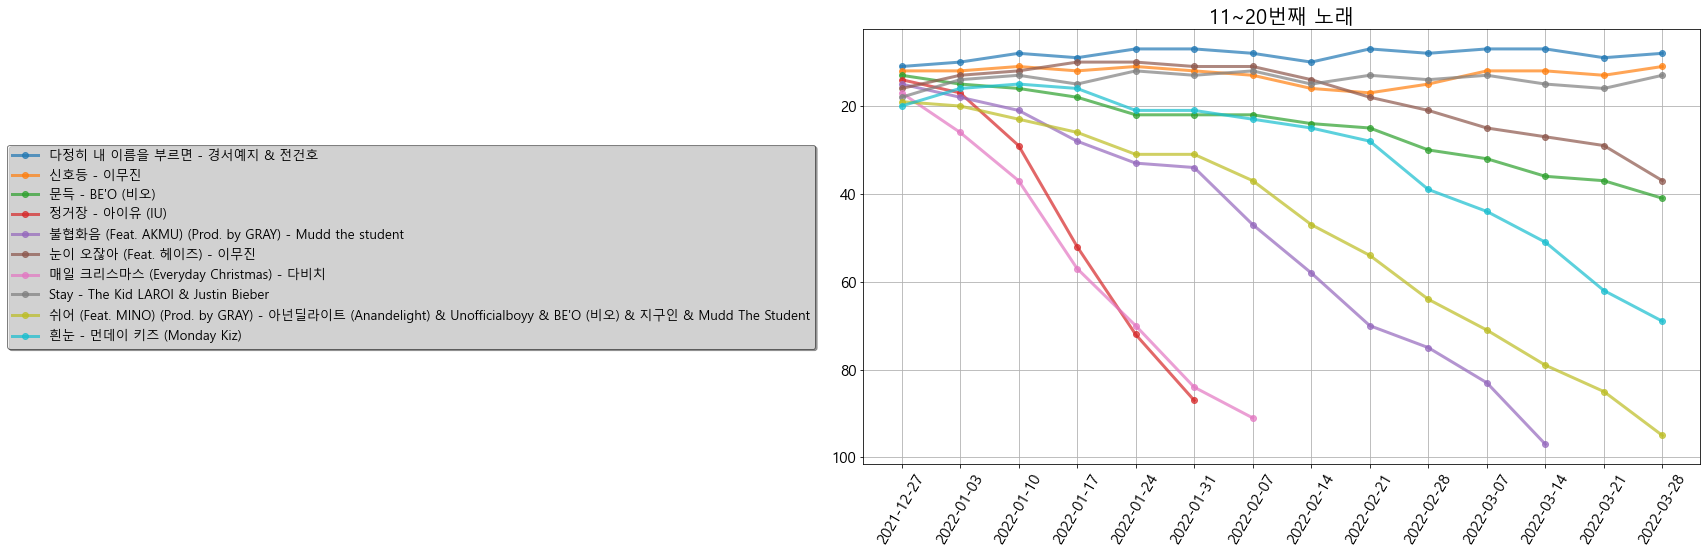 11~20번째 노래
다정히 내 이름을 부르면 - 경서예지 & 전건호
신호등 - 이무진
문득 - BE'O (비오)
정거장 - 아이유 (IU)
불협화음 (Feat. AKMU) (Prod. by GRAY) - Mudd the student
눈이 오잖아 (Feat. 헤이즈) - 이무진
매일 크리스마스 (Everyday Christmas) - 다비치
Stay - The Kid LAROI & Justin Bieber
쉬어 (Feat. MINO) (Prod. by GRAY) - 아넌딜라이트 (Anandelight) & Unofficialboyy & BE'O (비오) & 지구인 & Mudd The Student
흰눈 - 먼데이 키즈 (Monday Kiz)
20
40
60
80
100
2021-12-27
2022-01-03
2022-01-10
2022-01-17
2022-01-24
2022-01-31
2022-02-07
2022-02-14
2022-02-21
2022-02-28
2022-03-07
2022-03-14
2022-03-21
2022-03-28